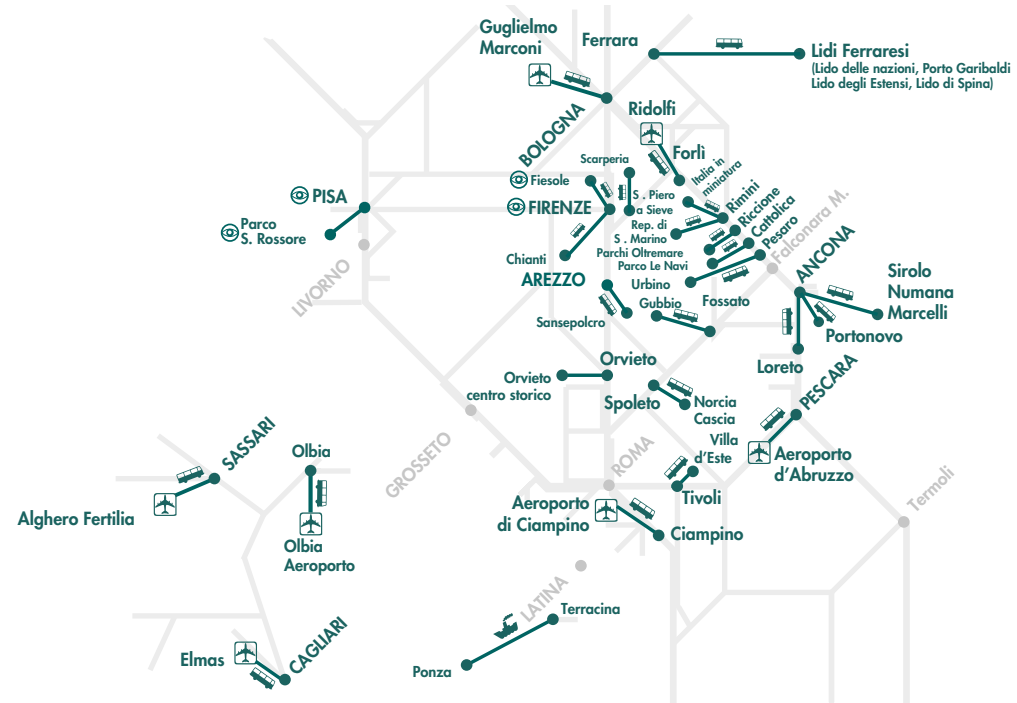 Guglielmo
Marconi
Ferrara
Lidi Ferraresi
(Lido delle nazioni, Porto Garibaldi
Lido degli Estensi, Lido di Spina)
BOLOGNA
Ridolfi
Forlì
Scarperia
Fiesole
FIRENZE
S . Piero
a Sieve
Italia in
miniatura
Rimini
Rep. di
S . Marino
Riccione
Parchi Oltremare
Cattolica
Parco Le Navi
Pesaro
Urbino
Falconara M.
PISA
Parco
S. Rossore
LIVORNO
Chianti
AREZZO
Sansepolcro
Gubbio
Fossato
ANCONA
Sirolo
Numana
Marcelli
Portonovo
Loreto
Orvieto
Orvieto
centro storico
Spoleto
Norcia
Cascia
PESCARA
Aeroporto
d'Abruzzo
Villa
d'Este
Tivoli
ROMA
GROSSETO
Termoli
Aeroporto
di Ciampino
Ciampino
SASSARI
Alghero Fertilia
Olbia
Olbia
Aeroporto
LATINA
Terracina
Ponza
Elmas
CAGLIARI